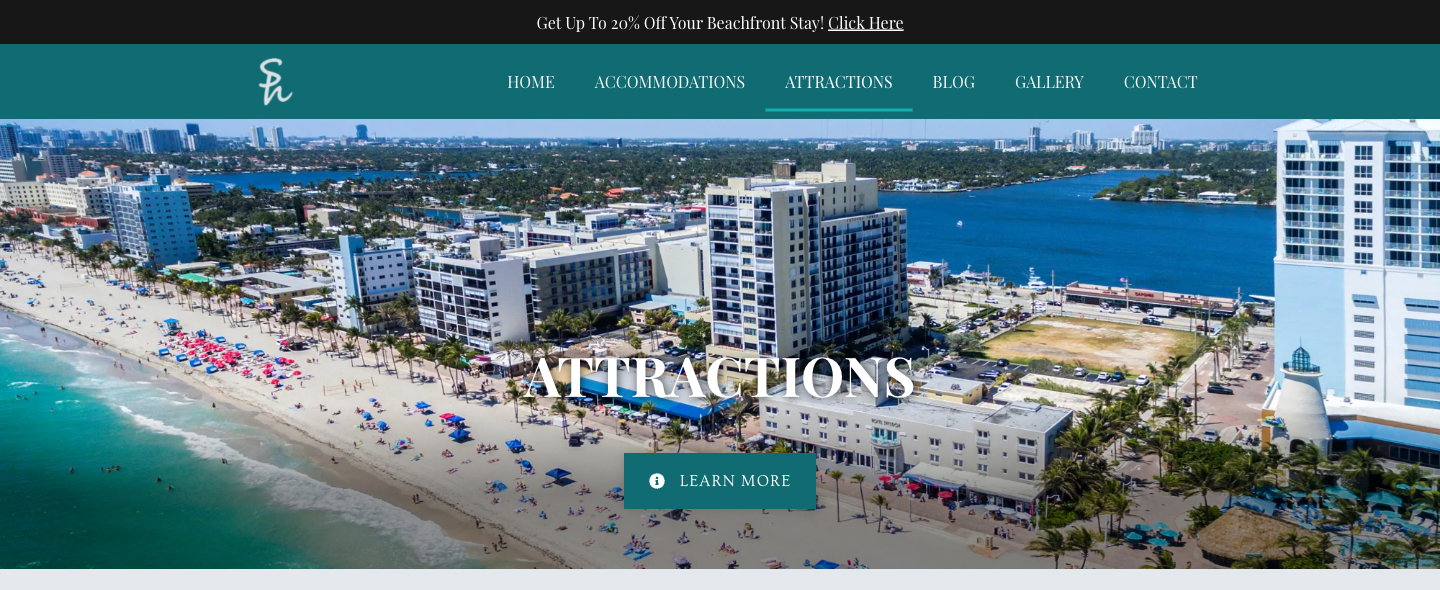 Get Up To 20% Off Your Beachfront Stay! Click Here
Sh
HOME ACCOMMODATIONS ATTRACTIONS BLOG GALLERY CONTACT
ATTRACTIONS
LEARN MORE